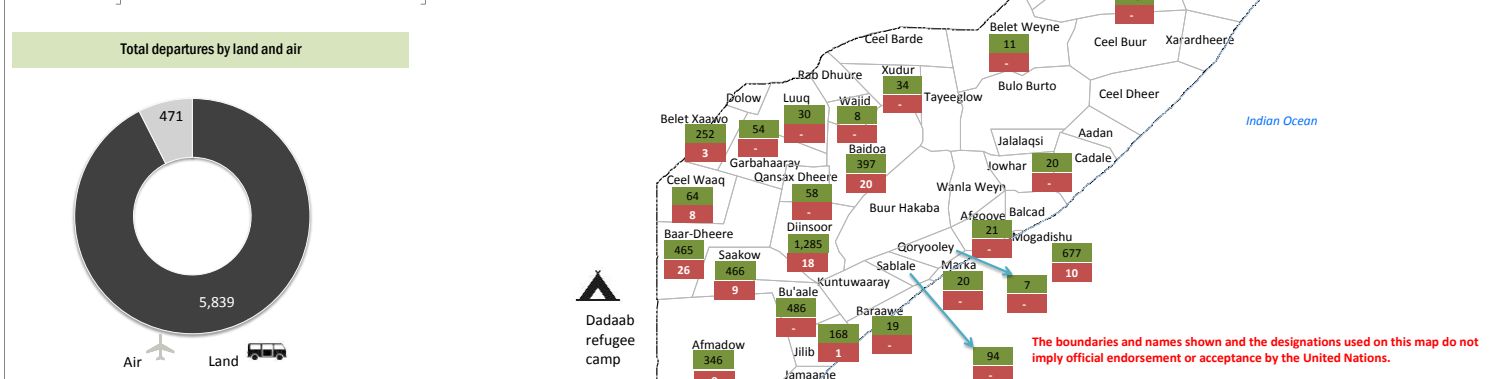 Total departures by land and air
471
5,839
Air
Land
Belet Weyne
11
-
Ceel Buur
Xarardheere
Ceel Barde
Rab Dhuure
Xudur
34
-
Tayeeglow
Bulo Burto
Ceel Dheer
Dolow
Luuq
30
-
Wajid
8
-
Indian Ocean
Belet Xaawo
252
3
54
-
Garbahaaray
Baidoa
397
20
Jalalaqsi
Aadan
Cadale
Jowhar
20
-
Ceel Waaq
64
8
Qansax Dheere
58
-
Wanla Weyn
Buur Hakaba
Afgooye
21
-
Balcad
Baar-Dheere
465
26
Saakow
466
9
Diinsoor
1,285
18
Mogadishu
677
10
Qoryooley
7
-
Sablale
94
-
Marka
20
-
Kuntuwaaray
Bu'aale
486
-
Baraawe
19
-
Dadaab
refugee
camp
168
1
Jilib
Afmadow
346
Jamaame
The boundaries and names shown and the designations used on this map do not
imply official endorsement or acceptance by the United Nations.